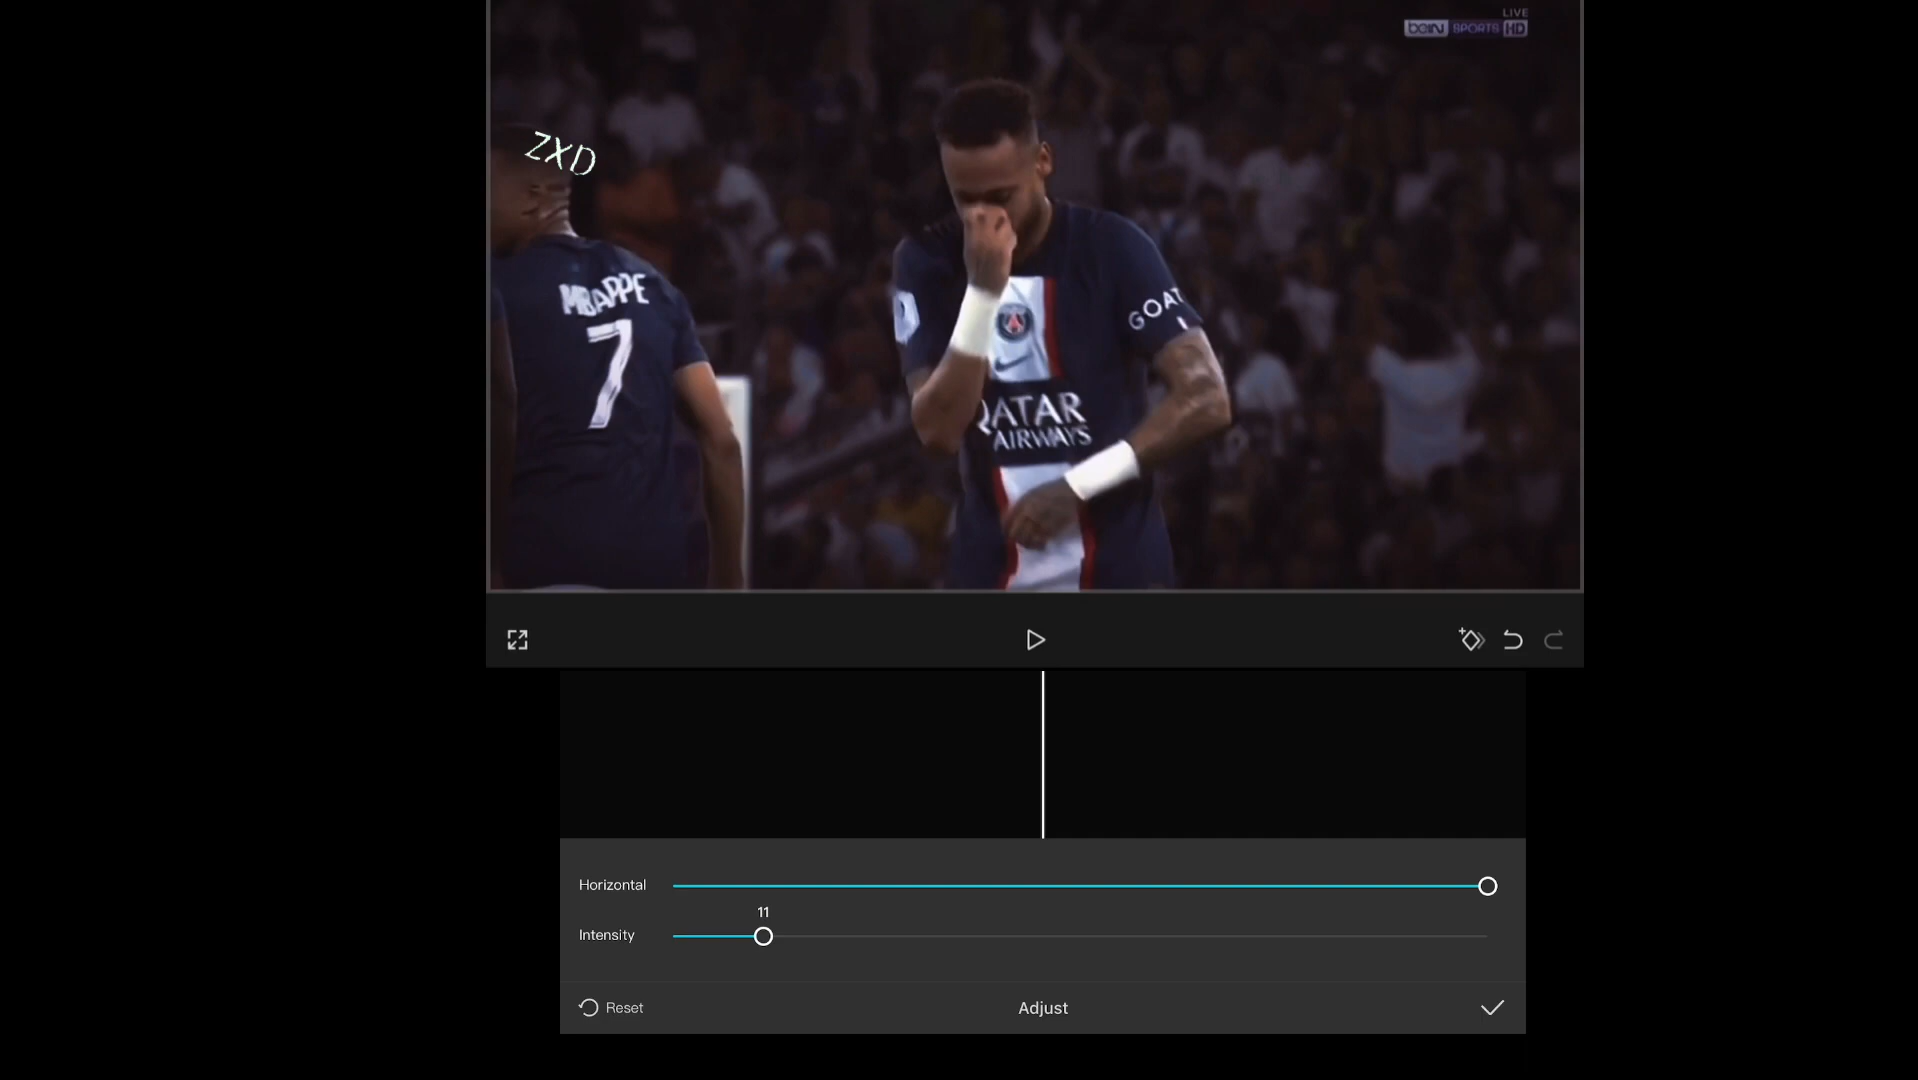 LIVE
beIN SPORTS HD
ZXD
MBAPPE
7
GOAT
QATAR
AIRWAYS
Horizontal
11
Intensity
Reset
Adjust